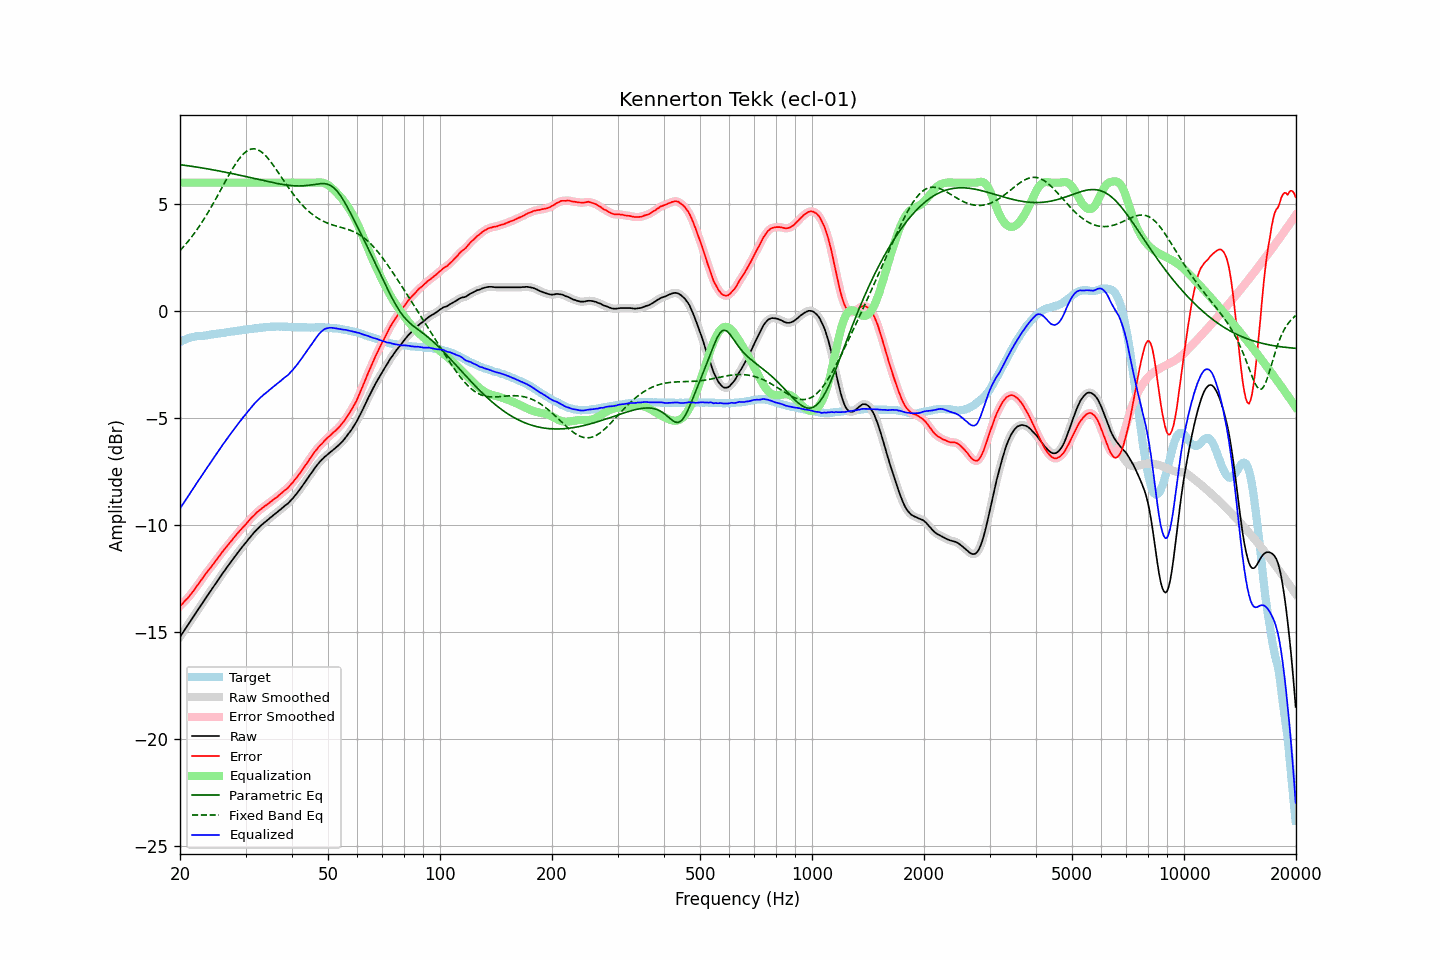 Kennerton Tekk (ecl-01)
Amplitude (dBr)
5
0
−5
−10
−15
−20
−25
Target
Raw Smoothed
Error Smoothed
Raw
Error
Equalization
Parametric Eq
Fixed Band Eq
Equalized
20 50 100 200 500 1000 2000 5000 10000 20000
Frequency (Hz)